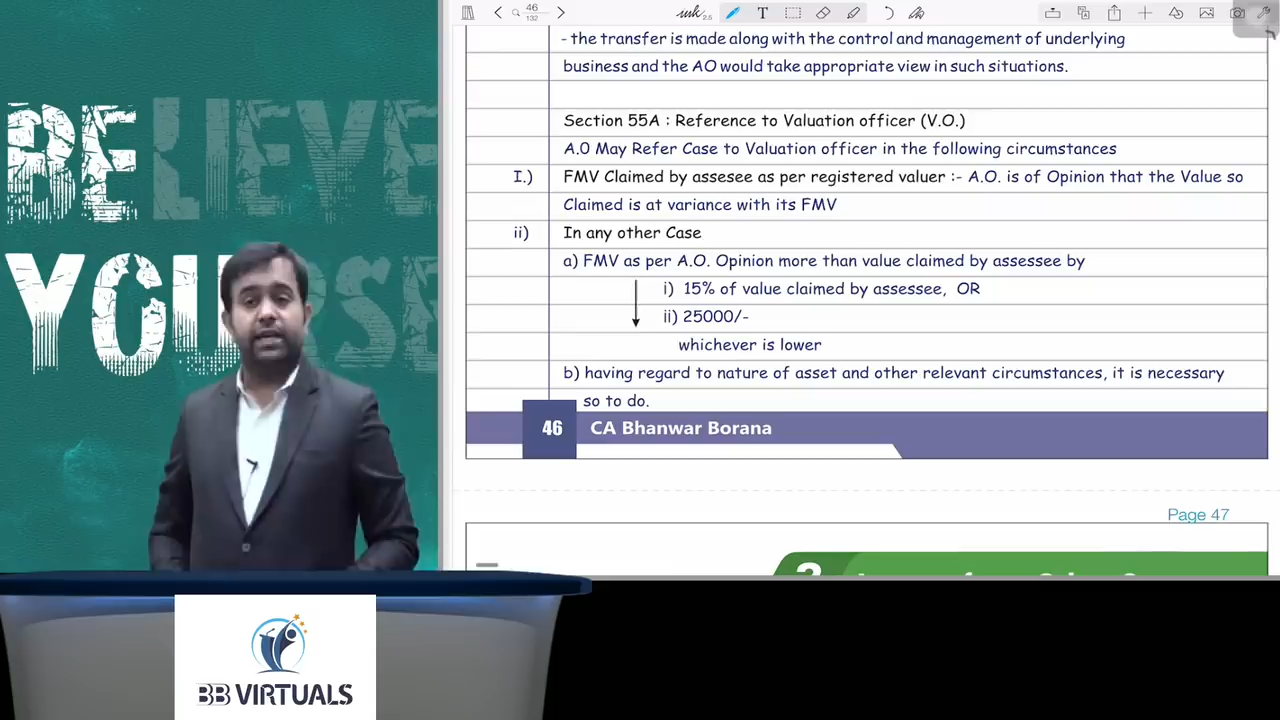 BELIEVE
YOURSE
BB VIRTUALS
46
132
2.5
T
- the transfer is made along with the control and management of underlying
business and the AO would take appropriate view in such situations.
Section 55A : Reference to Valuation officer (V.O.)
A.O May Refer Case to Valuation officer in the following circumstances
I.) FMV Claimed by assesee as per registered valuer :- A.O. is of Opinion that the Value so
Claimed is at variance with its FMV
ii) In any other Case
a) FMV as per A.O. Opinion more than value claimed by assessee by
i) 15% of value claimed by assessee, OR
ii) 25000/-
whichever is lower
b) having regard to nature of asset and other relevant circumstances, it is necessary
so to do.
46 CA Bhanwar Borana
Page 47